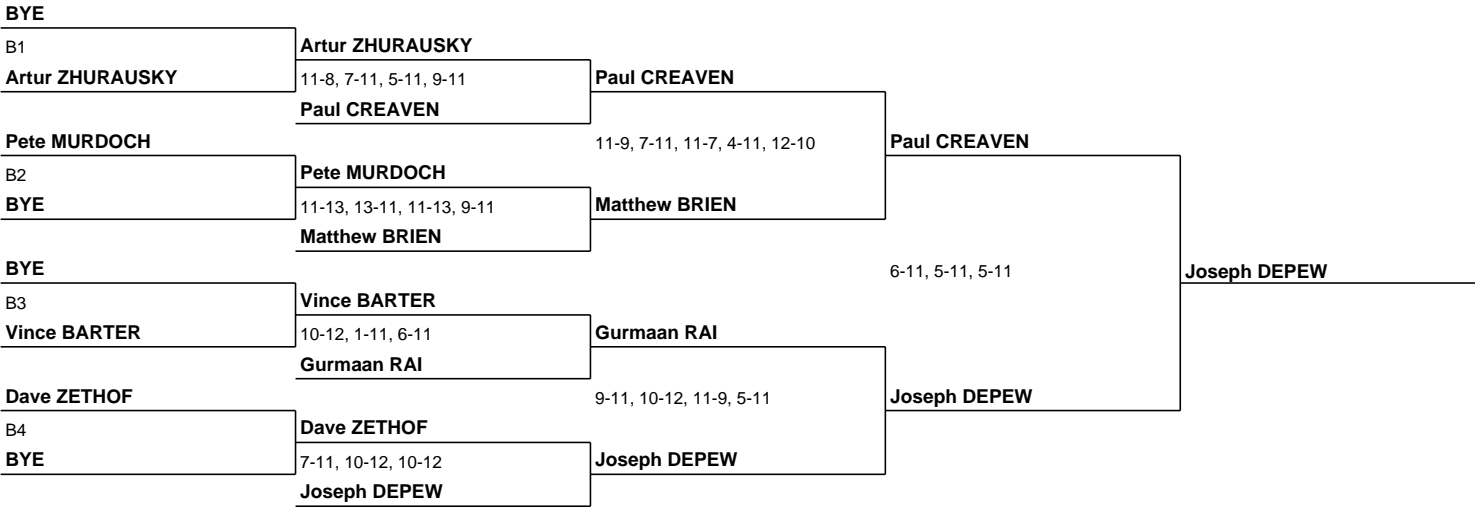 BYE
B1
Artur ZHURAUSKY
Artur ZHURAUSKY
11-8, 7-11, 5-11, 9-11
Paul CREAVEN
Paul CREAVEN
Pete MURDOCH
B2
BYE
Pete MURDOCH
11-13, 13-11, 11-13, 9-11
Matthew BRIEN
11-9, 7-11, 11-7, 4-11, 12-10
Matthew BRIEN
Paul CREAVEN
BYE
B3
Vince BARTER
Vince BARTER
10-12, 1-11, 6-11
Gurmaan RAI
Gurmaan RAI
6-11, 5-11, 5-11
Joseph DEPEW
Dave ZETHOF
B4
BYE
Dave ZETHOF
7-11, 10-12, 10-12
Joseph DEPEW
9-11, 10-12, 11-9, 5-11
Joseph DEPEW
Joseph DEPEW